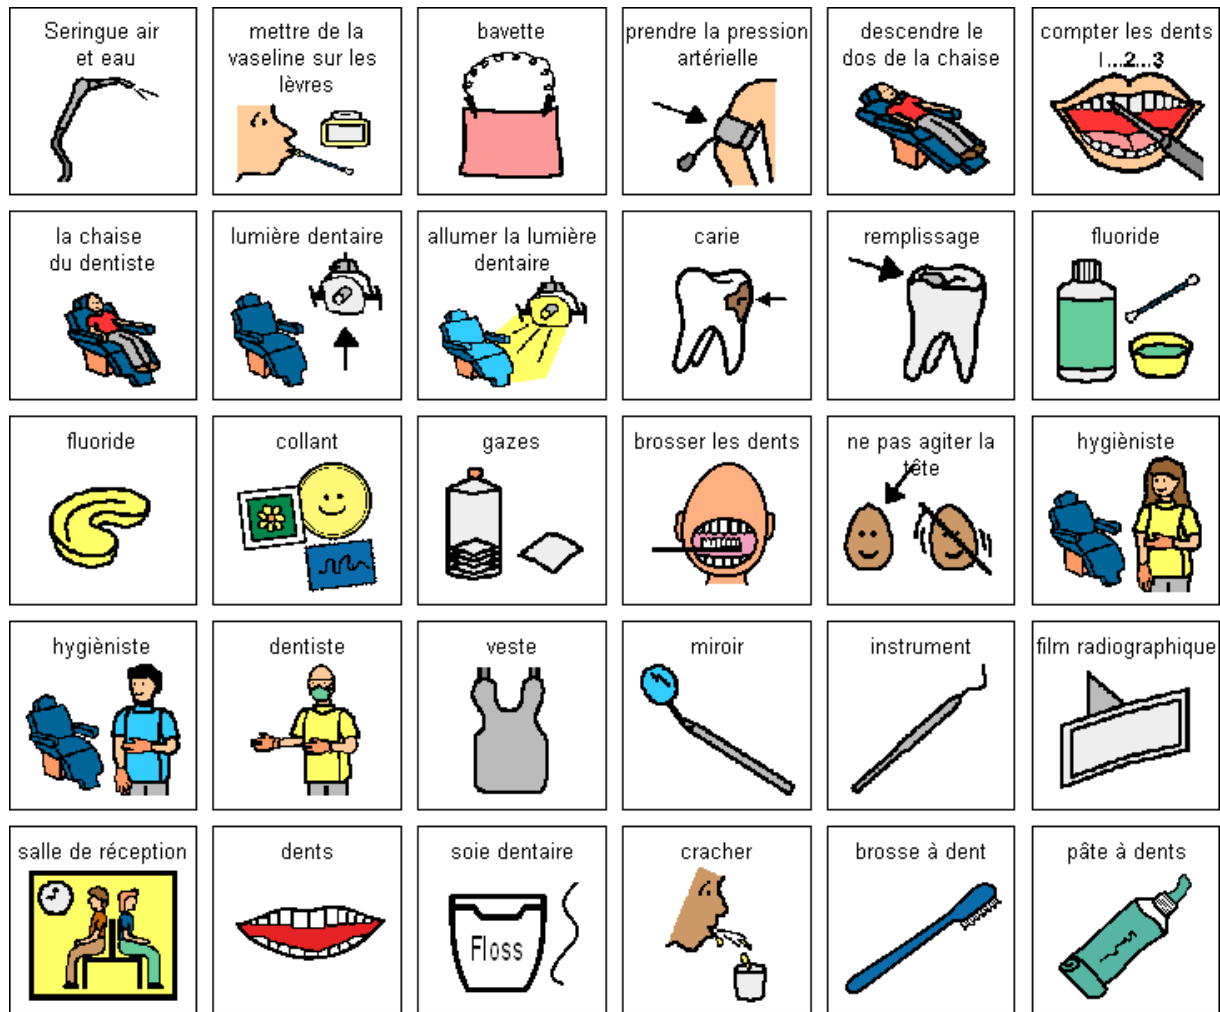 Seringue air
et eau
mettre de la
vaseline sur les
lèvres
bavette
prendre la pression
artérielle
descendre le
dos de la chaise
compter les dents
1...2...3
la chaise
du dentiste
lumière dentaire
allumer la lumière
dentaire
carie
remplissage
fluoride
fluoride
collant
gazes
brosser les dents
ne pas agiter la
tête
hygièniste
hygièniste
dentiste
veste
miroir
instrument
film radiographique
salle de réception
dents
soie dentaire
Floss
cracher
brosse à dent
pâte à dents